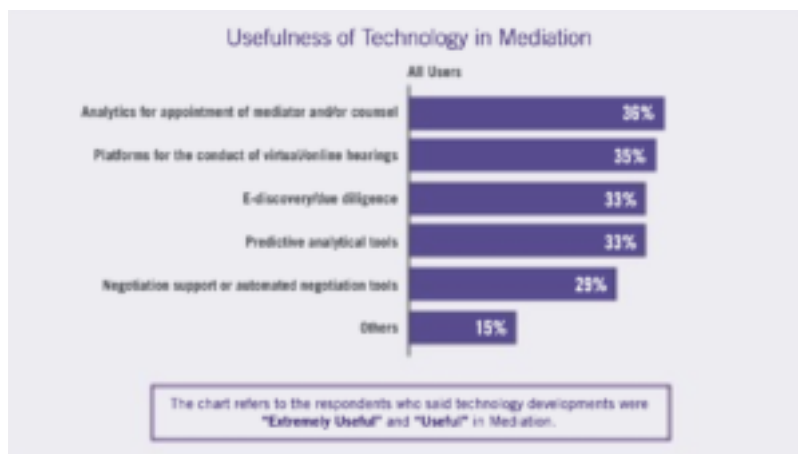 Usefulness of Technology in Mediation
All Users
Analytics for appointment of mediator and/or counsel 36%
Platforms for the conduct of virtual/online hearings 35%
E-discovery/due diligence 33%
Predictive analytical tools 33%
Negotiation support or automated negotiation tools 29%
Others 15%
The chart refers to the respondents who said technology developments were
"Extremely Useful" and "Useful" in Mediation.